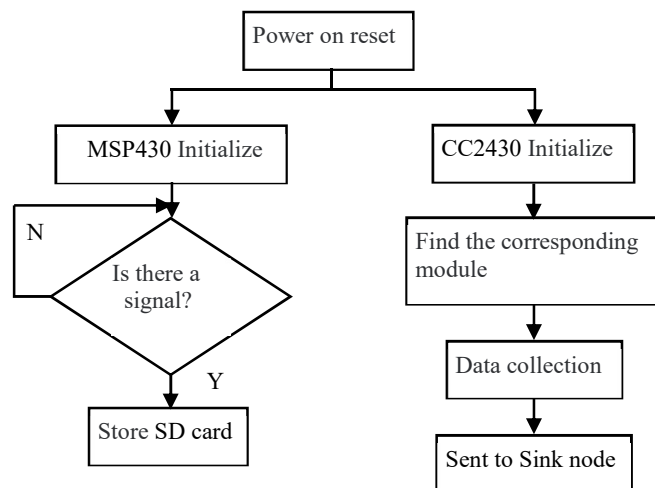 Power on reset
MSP430 Initialize
CC2430 Initialize
N
Is there a
signal?
Y
Store SD card
Find the corresponding
module
Data collection
Sent to Sink node